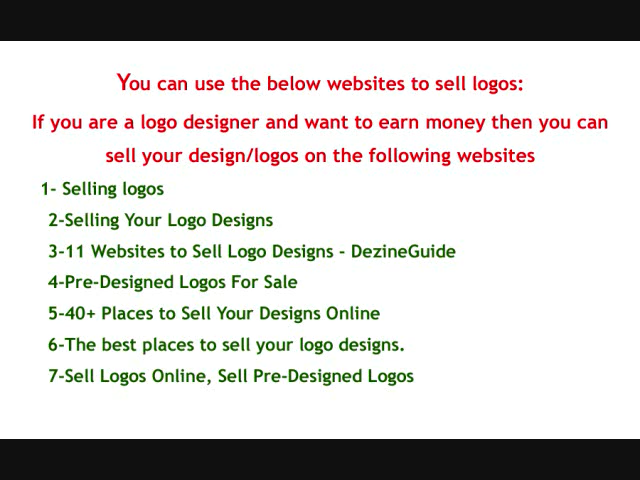 You can use the below websites to sell logos:
If you are a logo designer and want to earn money then you can
sell your design/logos on the following websites
1- Selling logos
2-Selling Your Logo Designs
3-11 Websites to Sell Logo Designs - DezineGuide
4-Pre-Designed Logos For Sale
5-40+ Places to Sell Your Designs Online
6-The best places to sell your logo designs.
7-Sell Logos Online, Sell Pre-Designed Logos